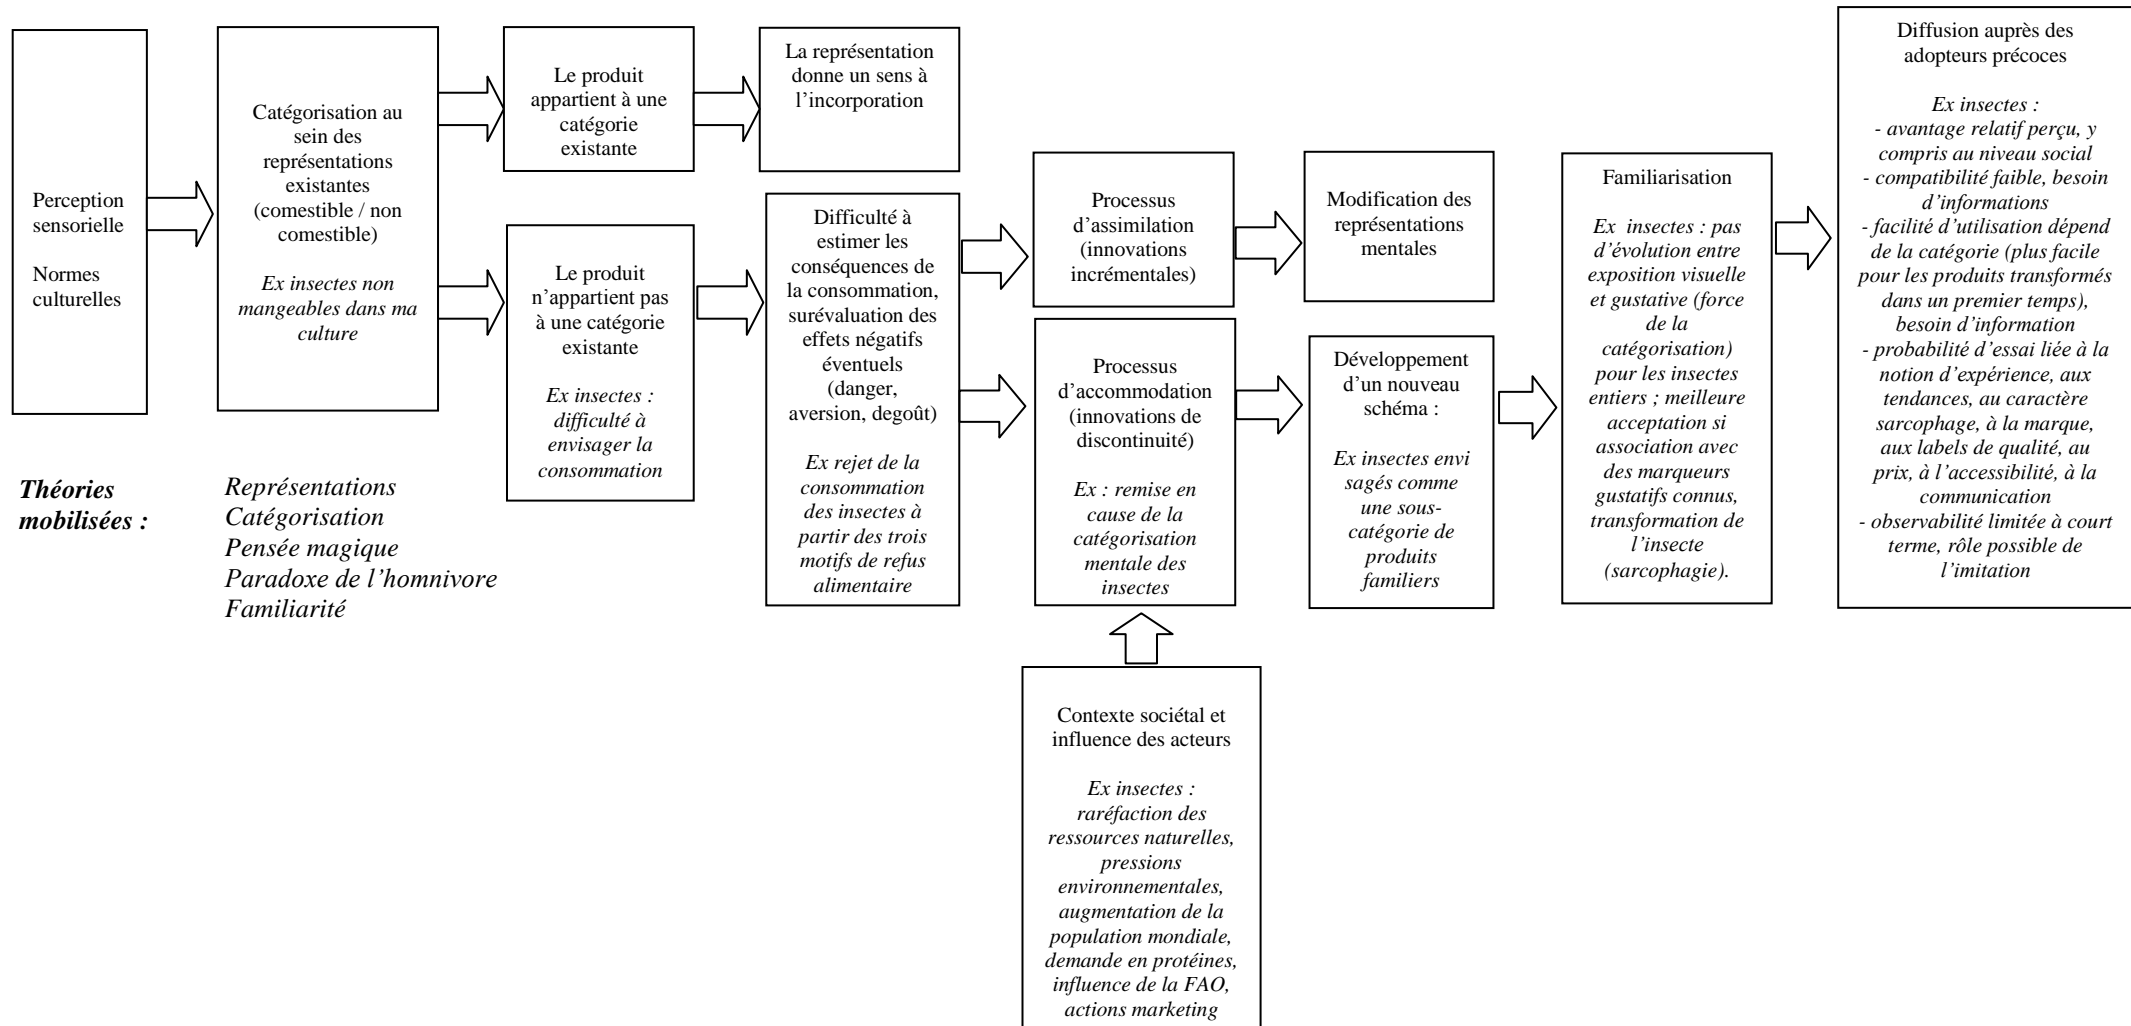 Perception
sensorielle
Normes
culturelles
Catégorisation au
sein des
représentations
existantes
(comestible / non
comestible)
Ex insectes non
mangeables dans ma
culture
Le produit
appartient à une
catégorie
existante
La représentation
donne un sens à
l’incorporation
Le produit
n’appartient pas
à une catégorie
existante
Ex insectes :
difficulté à
envisager la
consommation
Difficulté à
estimer les
conséquences de
la consommation,
surévaluation des
effets négatifs
éventuels
(danger,
aversion, degoût)
Ex rejet de la
consommation
des insectes à
partir des trois
motifs de refus
alimentaire
Processus
d’assimilation
(innovations
incrémentales)
Modification des
représentations
mentales
Processus
d’accommodation
(innovations de
discontinuité)
Ex : remise en
cause de la
catégorisation
mentale des
insectes
Développement
d’un nouveau
schéma :
Ex insectes envi
sagés comme
une sous-
catégorie de
produits
familiers
Familiarisation
Ex insectes : pas
d’évolution entre
exposition visuelle
et gustative (force
de la
catégorisation)
pour les insectes
entiers ; meilleure
acceptation si
association avec
des marqueurs
gustatifs connus,
transformation de
l’insecte
(sarcophagie).
Diffusion auprès des
adopteurs précoces
Ex insectes :
- avantage relatif perçu, y
compris au niveau social
- compatibilité faible, besoin
d’informations
- facilité d’utilisation dépend
de la catégorie (plus facile
pour les produits transformés
dans un premier temps),
besoin d’information
- probabilité d’essai liée à la
notion d’expérience, aux
tendances, au caractère
sarcophage, à la marque,
aux labels de qualité, au
prix, à l’accessibilité, à la
communication
- observabilité limitée à court
terme, rôle possible de
l’imitation
Théories
mobilisées :
Représentations
Catégorisation
Pensée magique
Paradoxe de l’homnivore
Familiarité
Contexte sociétal et
influence des acteurs
Ex insectes :
raréfaction des
ressources naturelles,
pressions
environnementales,
augmentation de la
population mondiale,
demande en protéines,
influence de la FAO,
actions marketing